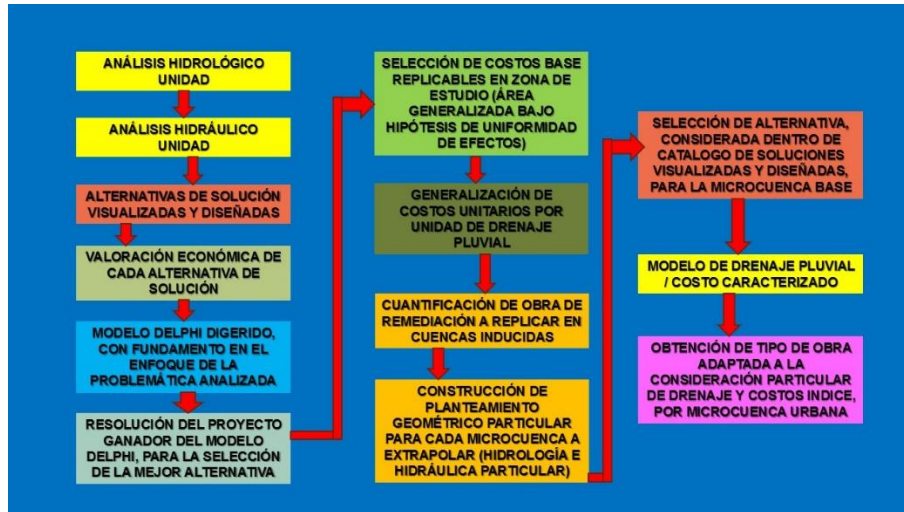 ANÁLISIS HIDROLÓGICO
UNIDAD
ANÁLISIS HIDRÁULICO
UNIDAD
ALTERNATIVAS DE SOLUCIÓN
VISUALIZADAS Y DISEÑADAS
VALORACIÓN ECONÓMICA DE
CADA ALTERNATIVA DE
SOLUCIÓN
MODELO DELPHI DIGERIDO,
CON FUNDAMENTO EN EL
ENFOQUE DE LA
PROBLEMÁTICA ANALIZADA
RESOLUCIÓN DEL PROYECTO
GANADOR DEL MODELO
DELPHI, PARA LA SELECCIÓN
DE LA MEJOR ALTERNATIVA
SELECCIÓN DE COSTOS BASE
REPLICABLES EN ZONA DE
ESTUDIO (ÁREA
GENERALIZADA BAJO
HIPÓTESIS DE UNIFORMIDAD
DE EFECTOS)
GENERALIZACIÓN DE
COSTOS UNITARIOS POR
UNIDAD DE DRENAJE
PLUVIAL
CUANTIFICACIÓN DE OBRA DE
REMEDIACIÓN A REPLICAR EN
CUENCAS INDUCIDAS
CONSTRUCCIÓN DE
PLANTEAMIENTO
GEOMÉTRICO PARTICULAR
PARA CADA MICROCUENCA A
EXTRAPOLAR (HIDROLOGÍA E
HIDRÁULICA PARTICULAR)
SELECCIÓN DE ALTERNATIVA,
CONSIDERADA DENTRO DE
CATALOGO DE SOLUCIONES
VISUALIZADAS Y DISEÑADAS,
PARA LA MICROCUENCA BASE
MODELO DE DRENAJE PLUVIAL
/ COSTO CARACTERIZADO
OBTENCIÓN DE TIPO DE OBRA
ADAPTADA A LA
CONSIDERACIÓN PARTICULAR
DE DRENAJE Y COSTOS INDICE,
POR MICROCUENCA URBANA